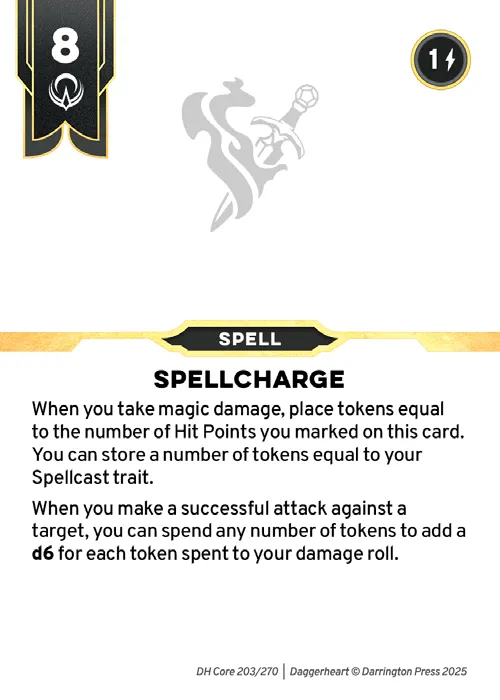 8
1
SPELL
SPELLCHARGE
When you take magic damage, place tokens equal
to the number of Hit Points you marked on this card.
You can store a number of tokens equal to your
Spellcast trait.
When you make a successful attack against a
target, you can spend any number of tokens to add a
d6 for each token spent to your damage roll.
DH Core 203/270 | Daggerheart © Darrington Press 2025